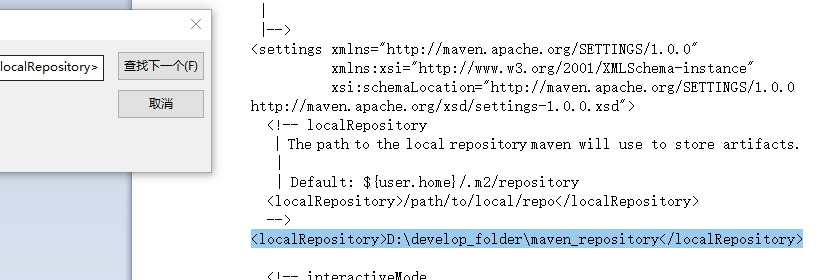 |
|-->
<settings xmlns="http://maven.apache.org/SETTINGS/1.0.0"
xmlns:xsi="http://www.w3.org/2001/XMLSchema-instance"
xsi:schemaLocation="http://maven.apache.org/SETTINGS/1.0.0
http://maven.apache.org/xsd/settings-1.0.0.xsd">
<!-- localRepository
| The path to the local repository maven will use to store artifacts.
|
| Default: ${user.home}/.m2/repository
<localRepository>/path/to/local/repo</localRepository>
-->
<localRepository>D:\develop_folder\maven_repository</localRepository>
<!-- interactiveMode
localRepository>
查找下一个(F)
取消